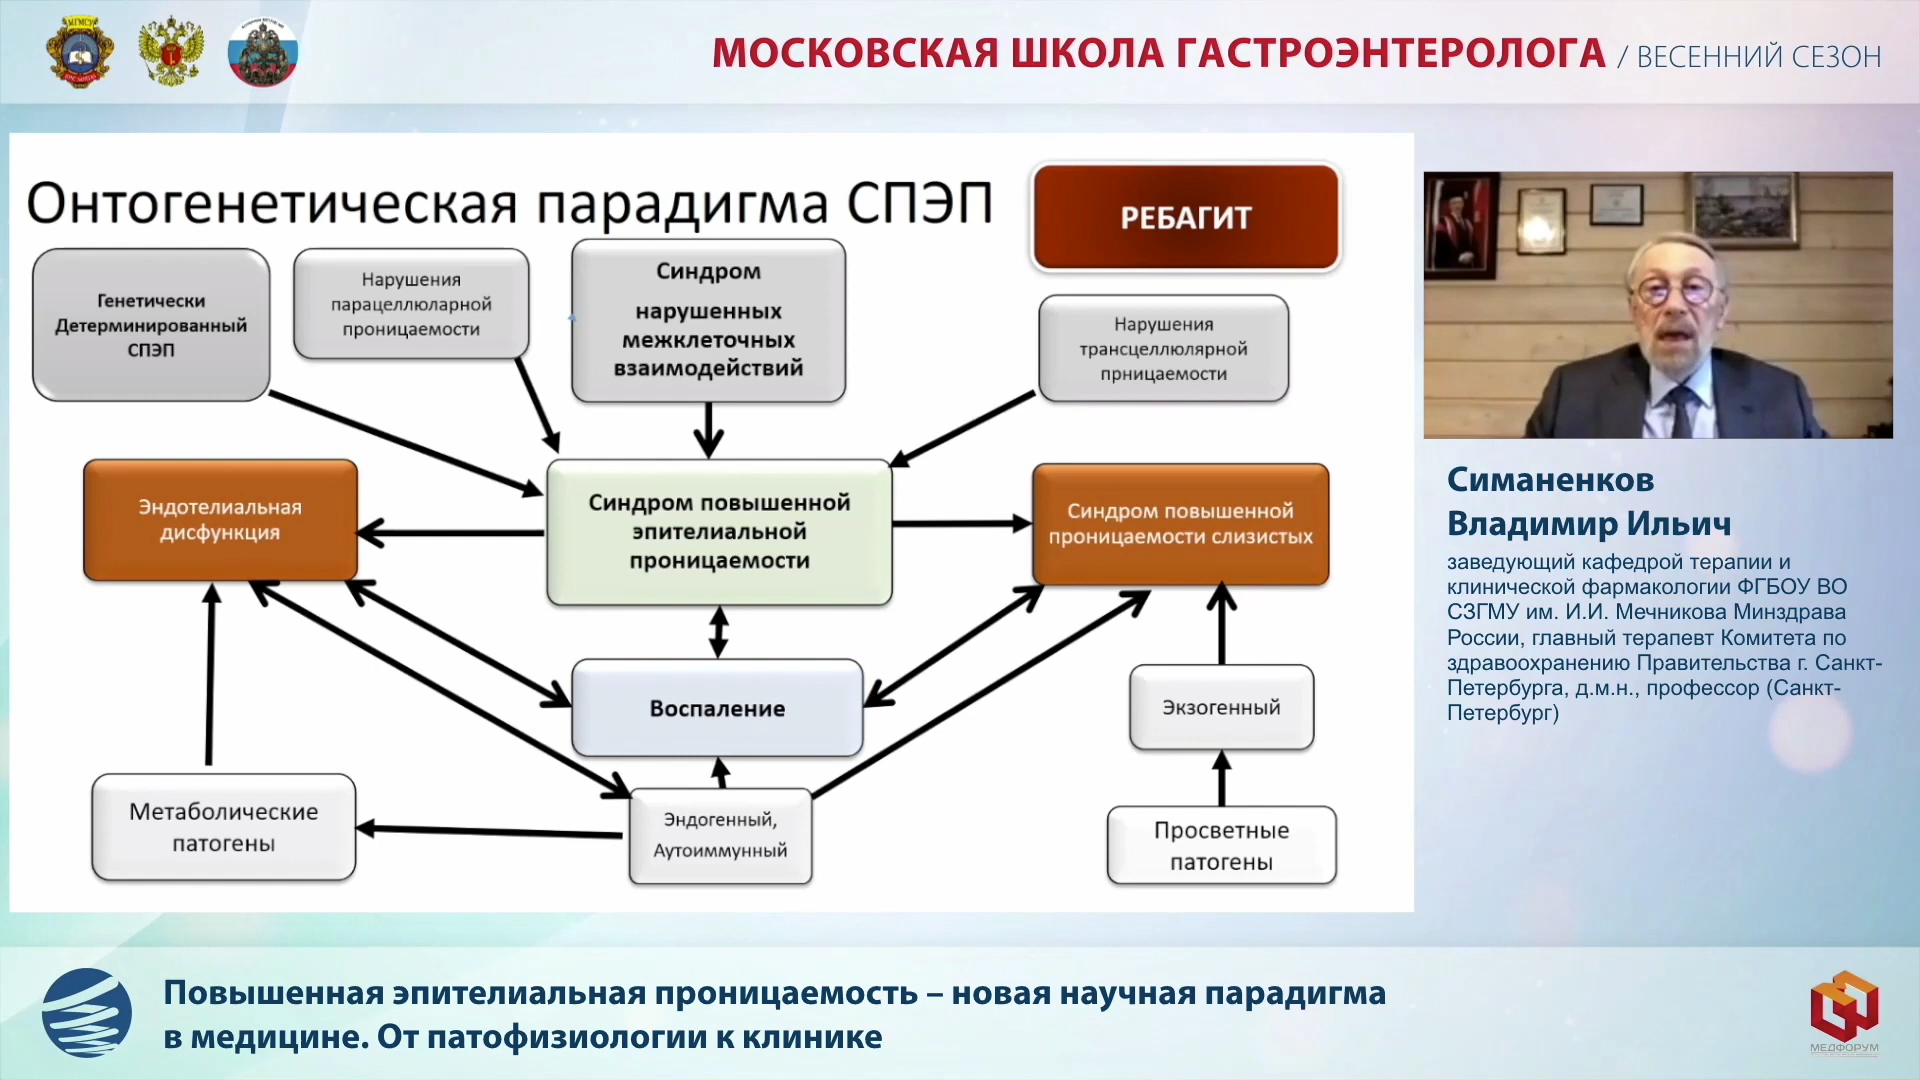 МОСКОВСКАЯ ШКОЛА ГАСТРОЭНТЕРОЛОГА / ВЕСЕННИЙ СЕЗОН
Онтогенетическая парадигма СПЭП
РЕБАГИТ
Генетически
Детерминированный
СПЭП
Нарушения
парацеллюларной
проницаемости
Синдром
нарушенных
межклеточных
взаимодействий
Нарушения
трансцеллюлярной
прницаемости
Эндотелиальная
дисфункция
Синдром повышенной
эпителиальной
проницаемости
Синдром повышенной
проницаемости слизистых
Воспаление
Экзогенный
Метаболические
патогены
Эндогенный,
Аутоиммунный
Просветные
патогены
Симаненков
Владимир Ильич
заведующий кафедрой терапии и
клинической фармакологии ФГБОУ ВО
СЗГМУ им. И.И. Мечникова Минздрава
России, главный терапевт Комитета по
здравоохранению Правительства г. Санкт-
Петербурга, д.м.н., профессор (Санкт-
Петербург)
Повышенная эпителиальная проницаемость – новая научная парадигма
в медицине. От патофизиологии к клинике
МЕДФОРУМ